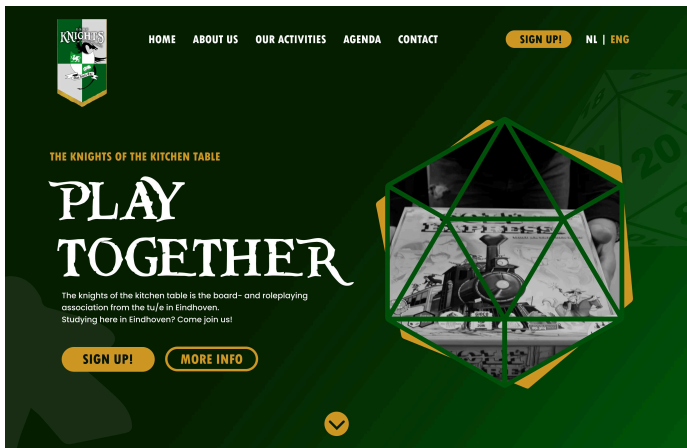 KNIGHTS
HOME
ABOUT US
OUR ACTIVITIES
AGENDA
CONTACT
SIGN UP!
NL | ENG
THE KNIGHTS OF THE KITCHEN TABLE
PLAY
TOGETHER
The knights of the kitchen table is the board- and roleplaying
association from the tu/e in Eindhoven.
Studying here in Eindhoven? Come join us!
SIGN UP!
MORE INFO
20